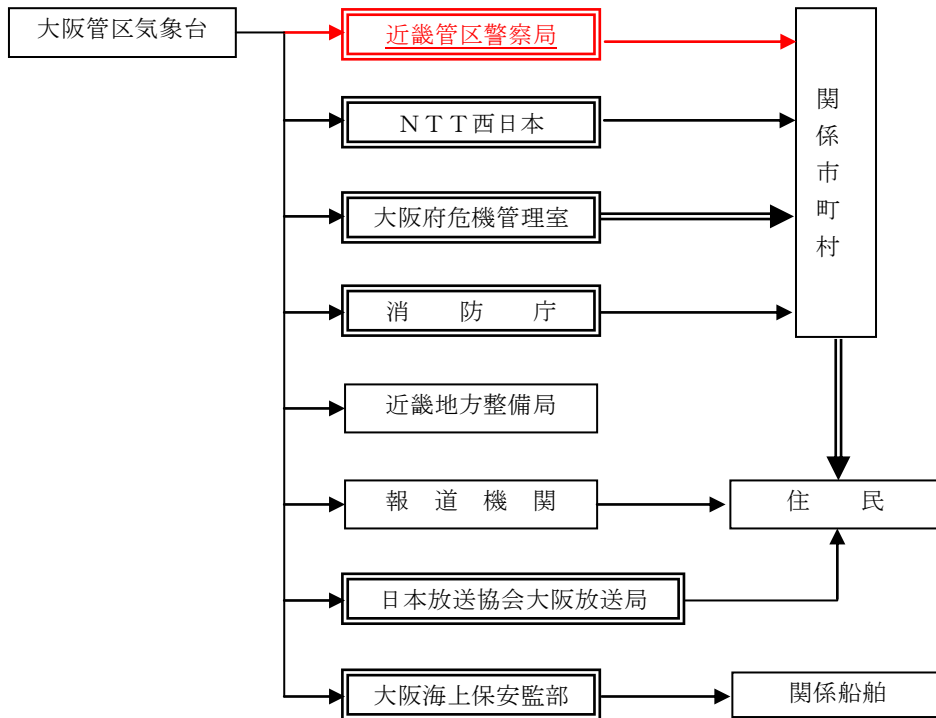 大阪管区気象台
近畿管区警察局
ＮＴＴ西日本
大阪府危機管理室
消　防　庁
近畿地方整備局
報　道　機　関
日本放送協会大阪放送局
大阪海上保安監部
関係市町村
住　民
関係船舶